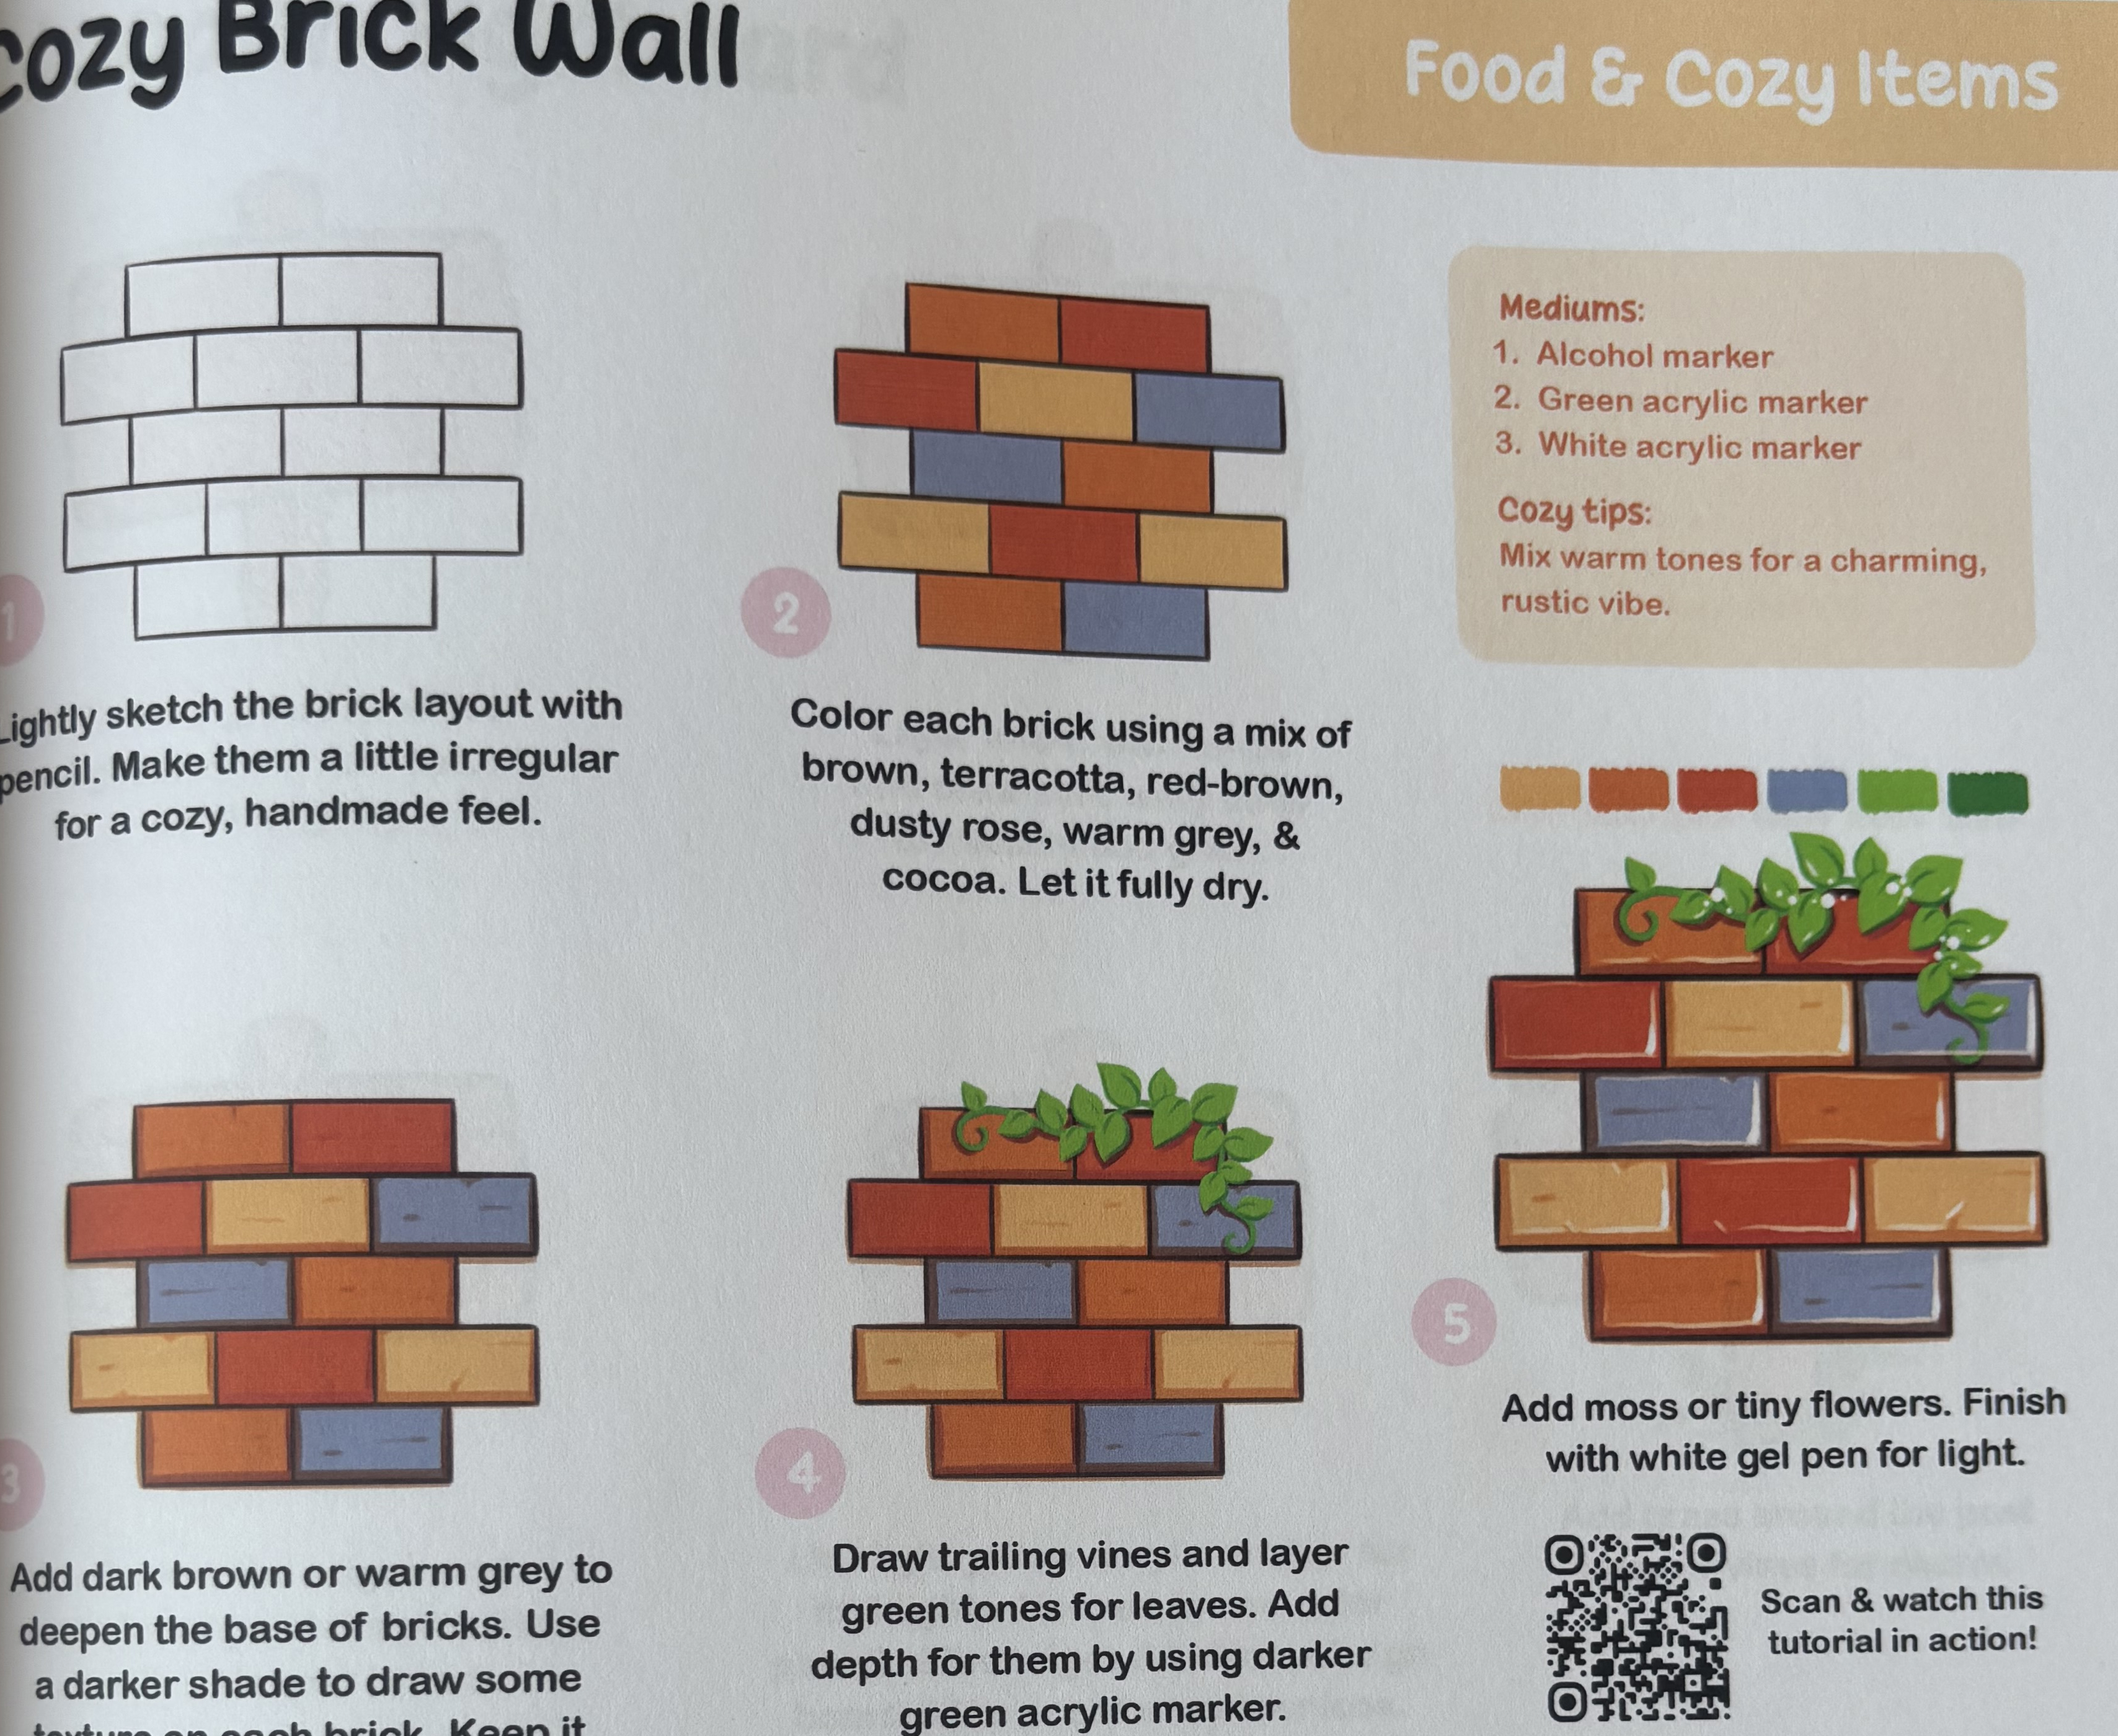 Cozy Brick Wall
Food & Cozy Items
Mediums:
1. Alcohol marker
2. Green acrylic marker
3. White acrylic marker
Cozy tips:
Mix warm tones for a charming,
rustic vibe.
1
Lightly sketch the brick layout with
pencil. Make them a little irregular
for a cozy, handmade feel.
2
Color each brick using a mix of
brown, terracotta, red-brown,
dusty rose, warm grey, &
cocoa. Let it fully dry.
3
Add dark brown or warm grey to
deepen the base of bricks. Use
a darker shade to draw some
texture on each brick. Keep it
4
Draw trailing vines and layer
green tones for leaves. Add
depth for them by using darker
green acrylic marker.
5
Add moss or tiny flowers. Finish
with white gel pen for light.
Scan & watch this
tutorial in action!